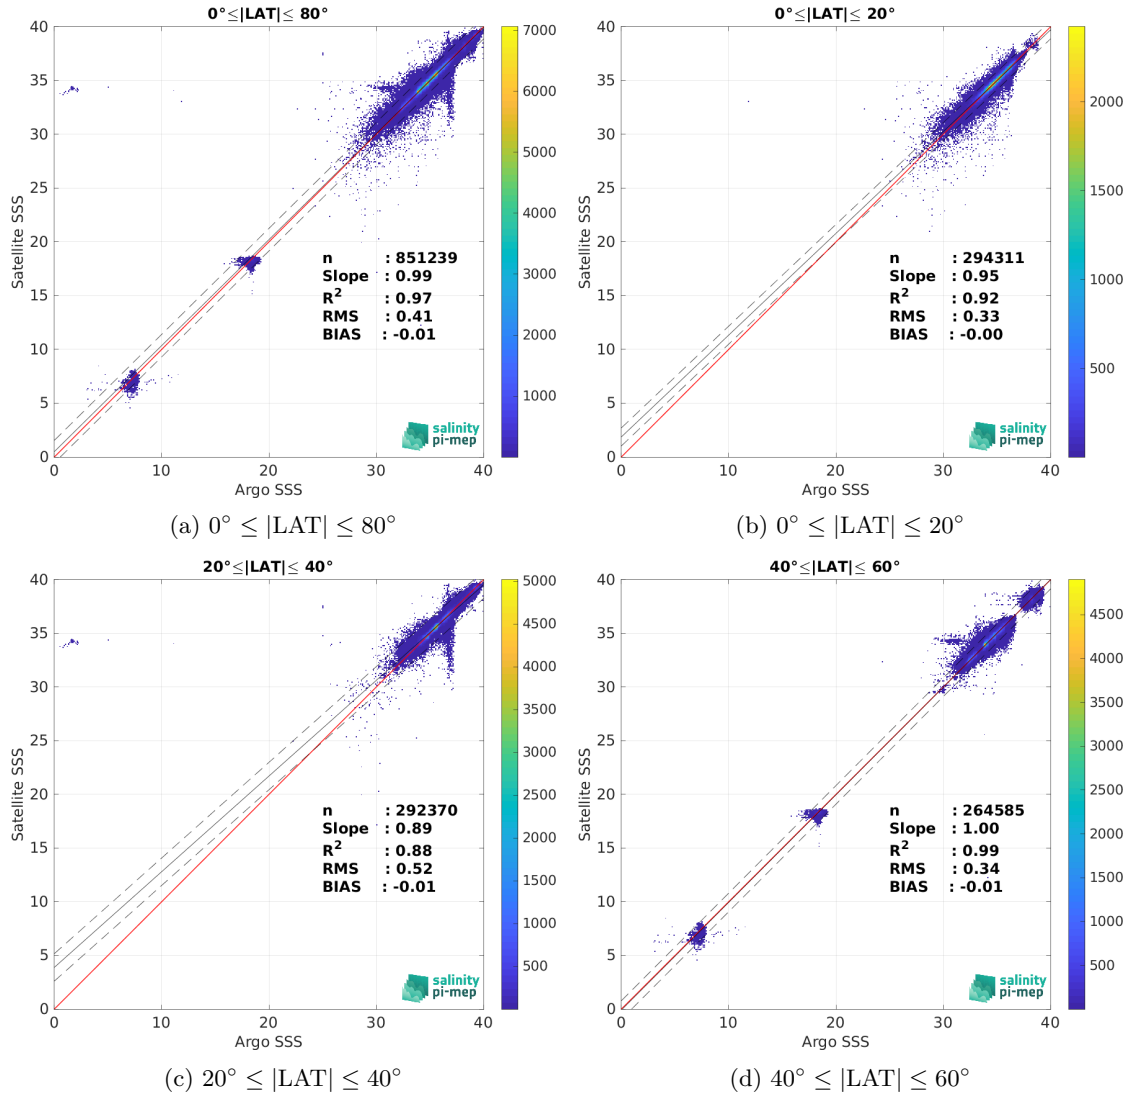 0°≤|LAT|≤ 80°
40
35
30
25
20
15
10
5
0
Satellite SSS
0
10
20
30
40
Argo SSS
7000
6000
5000
4000
3000
2000
1000
n : 851239
Slope : 0.99
R² : 0.97
RMS : 0.41
BIAS : -0.01
salinity
pi-mep
(a) 0° ≤ |LAT| ≤ 80°
0°≤|LAT|≤ 20°
40
35
30
25
20
15
10
5
0
Satellite SSS
0
10
20
30
40
Argo SSS
2000
1500
1000
500
n : 294311
Slope : 0.95
R² : 0.92
RMS : 0.33
BIAS : -0.00
salinity
pi-mep
(b) 0° ≤ |LAT| ≤ 20°
20°≤|LAT|≤ 40°
40
35
30
25
20
15
10
5
0
Satellite SSS
0
10
20
30
40
Argo SSS
5000
4500
4000
3500
3000
2500
2000
1500
1000
500
n : 292370
Slope : 0.89
R² : 0.88
RMS : 0.52
BIAS : -0.01
salinity
pi-mep
(c) 20° ≤ |LAT| ≤ 40°
40°≤|LAT|≤ 60°
40
35
30
25
20
15
10
5
0
Satellite SSS
0
10
20
30
40
Argo SSS
4500
4000
3500
3000
2500
2000
1500
1000
500
n : 264585
Slope : 1.00
R² : 0.99
RMS : 0.34
BIAS : -0.01
salinity
pi-mep
(d) 40° ≤ |LAT| ≤ 60°